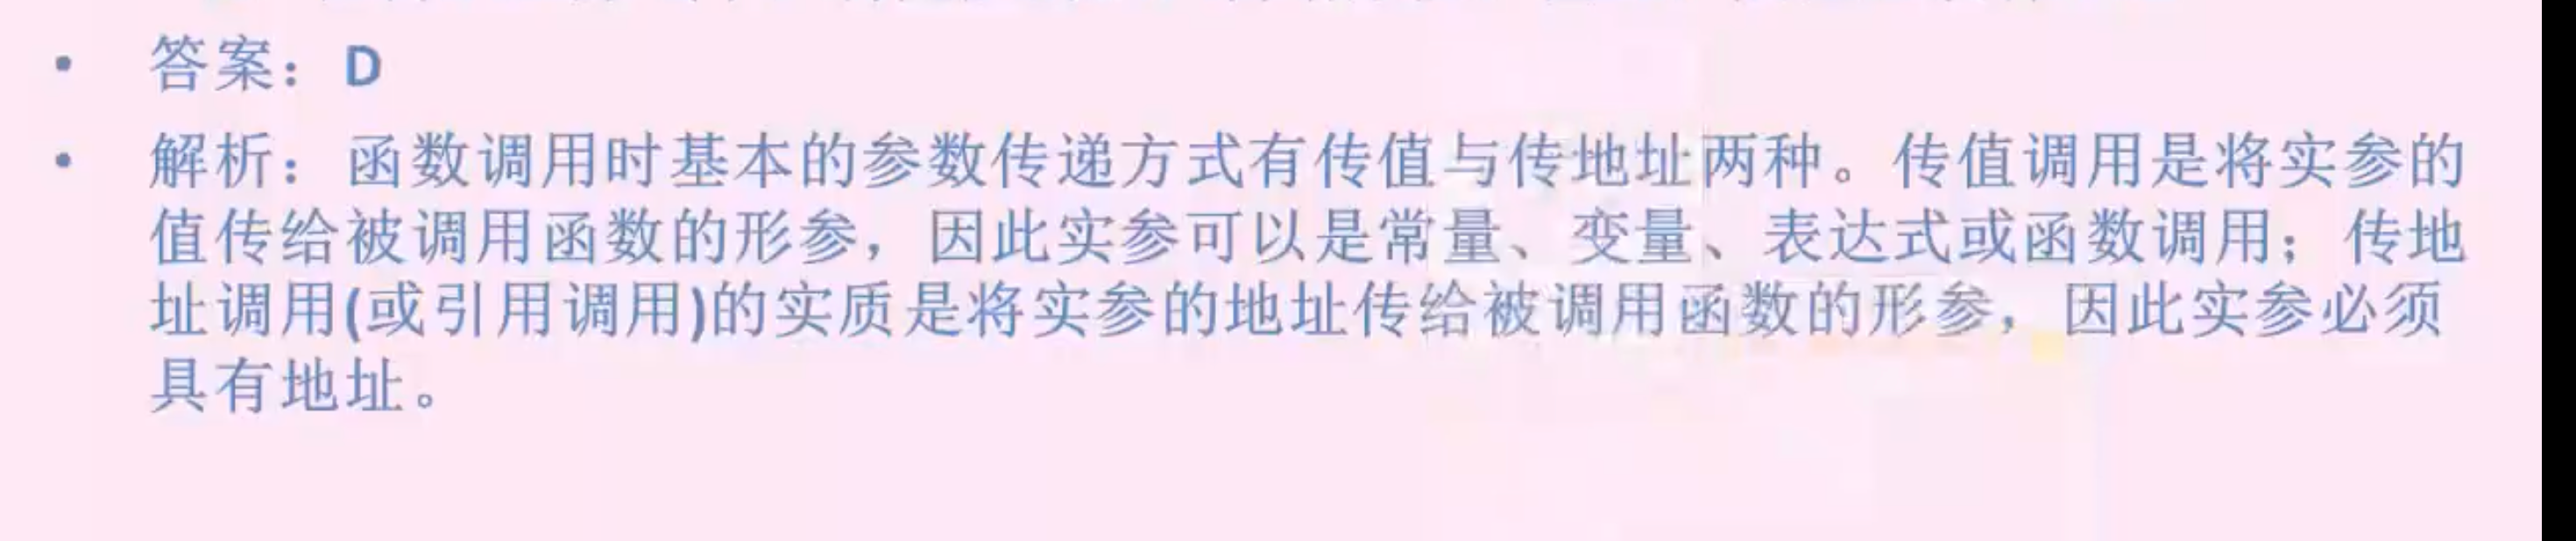 • 答案：D
• 解析：函数调用时基本的参数传递方式有传值与传地址两种。传值调用是将实参的
值传给被调用函数的形参，因此实参可以是常量、变量、表达式或函数调用；传地
址调用(或引用调用)的实质是将实参的地址传给被调用函数的形参，因此实参必须
具有地址。